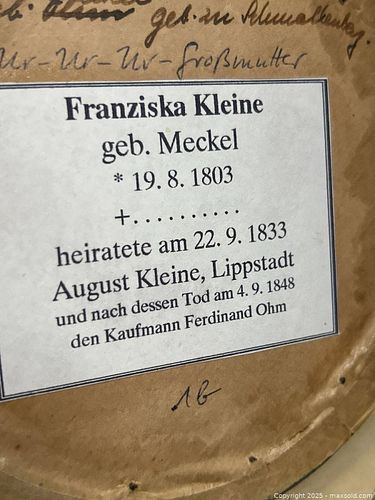 geb. in Schmalkalden
Ur-Ur-Ur-Großmutter
Franziska Kleine
geb. Meckel
* 19. 8. 1803
+..........
heiratete am 22. 9. 1833
August Kleine, Lippstadt
und nach dessen Tod am 4. 9. 1848
den Kaufmann Ferdinand Ohm
1b
Copyright 2025 - maxsold.com